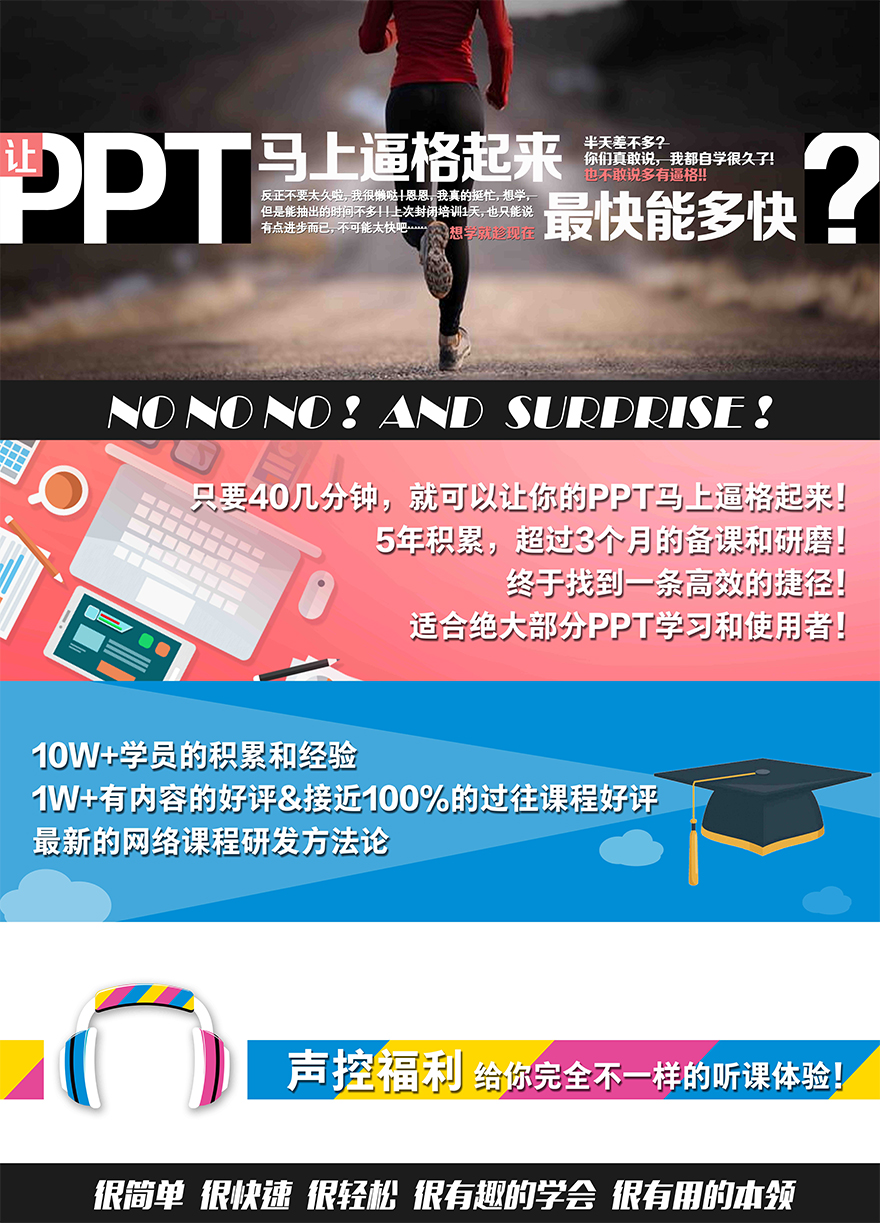 让PPT马上逼格起来
半天差不多?
你们真敢说,我都自学很久了!
也不敢说多有逼格!!
反正不要太久啦,我很懒哒!恩恩,我真的挺忙,想学,
但是能抽出的时间不多!!上次封闭培训1天,也只能说
有点进步而已,不可能太快吧……
想学就趁现在
最快能多快?
NO NO NO! AND SURPRISE!
只要40几分钟,就可以让你的PPT马上逼格起来!
5年积累,超过3个月的备课和研磨!
终于找到一条高效的捷径!
适合绝大部分PPT学习和使用者!
10W+学员的积累和经验
1W+有内容的好评&接近100%的过往课程好评
最新的网络课程研发方法论
声控福利 给你完全不一样的听课体验!
很简单 很快速 很轻松 很有趣的学会 很有用的本领